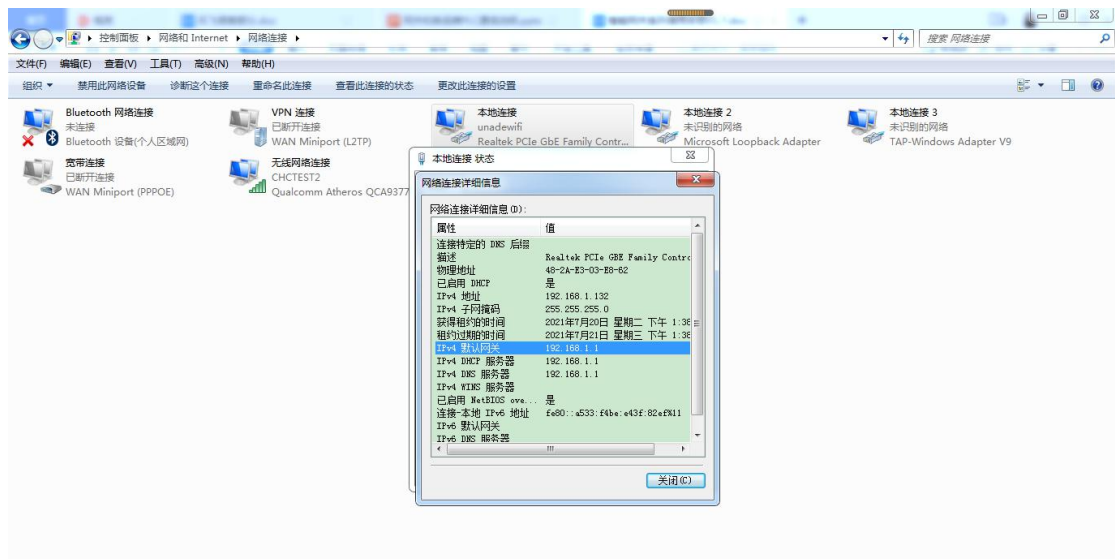 控制面板 ▸ 网络和 Internet ▸ 网络连接 ▸
搜索 网络连接
文件(F) 编辑(E) 查看(V) 工具(T) 高级(N) 帮助(H)
组织 禁用此网络设备 诊断这个连接 重命名此连接 查看此连接的状态 更改此连接的设置
Bluetooth 网络连接
未连接
Bluetooth 设备(个人区域网)
VPN 连接
已断开连接
WAN Miniport (L2TP)
本地连接
unadewifi
Realtek PCIe GbE Family Contr...
本地连接 2
未识别的网络
Microsoft Loopback Adapter
本地连接 3
未识别的网络
TAP-Windows Adapter V9
宽带连接
已断开连接
WAN Miniport (PPPOE)
无线网络连接
CHCTEST2
Qualcomm Atheros QCA9377
本地连接 状态
网络连接详细信息
网络连接详细信息(D):
属性 值
连接特定的 DNS 后缀
描述 Realtek PCIe GBE Family Contro
物理地址 48-2A-E3-03-E8-62
已启用 DHCP 是
IPv4 地址 192.168.1.132
IPv4 子网掩码 255.255.255.0
获得租约的时间 2021年7月20日 星期二 下午 1:38
租约过期的时间 2021年7月21日 星期三 下午 1:38
IPv4 默认网关 192.168.1.1
IPv4 DHCP 服务器 192.168.1.1
IPv4 DNS 服务器 192.168.1.1
IPv4 WINS 服务器
已启用 NetBIOS ove... 是
连接-本地 IPv6 地址 fe80::a533:f4be:e43f:82ef%11
IPv6 默认网关
IPv6 DNS 服务器
关闭(C)